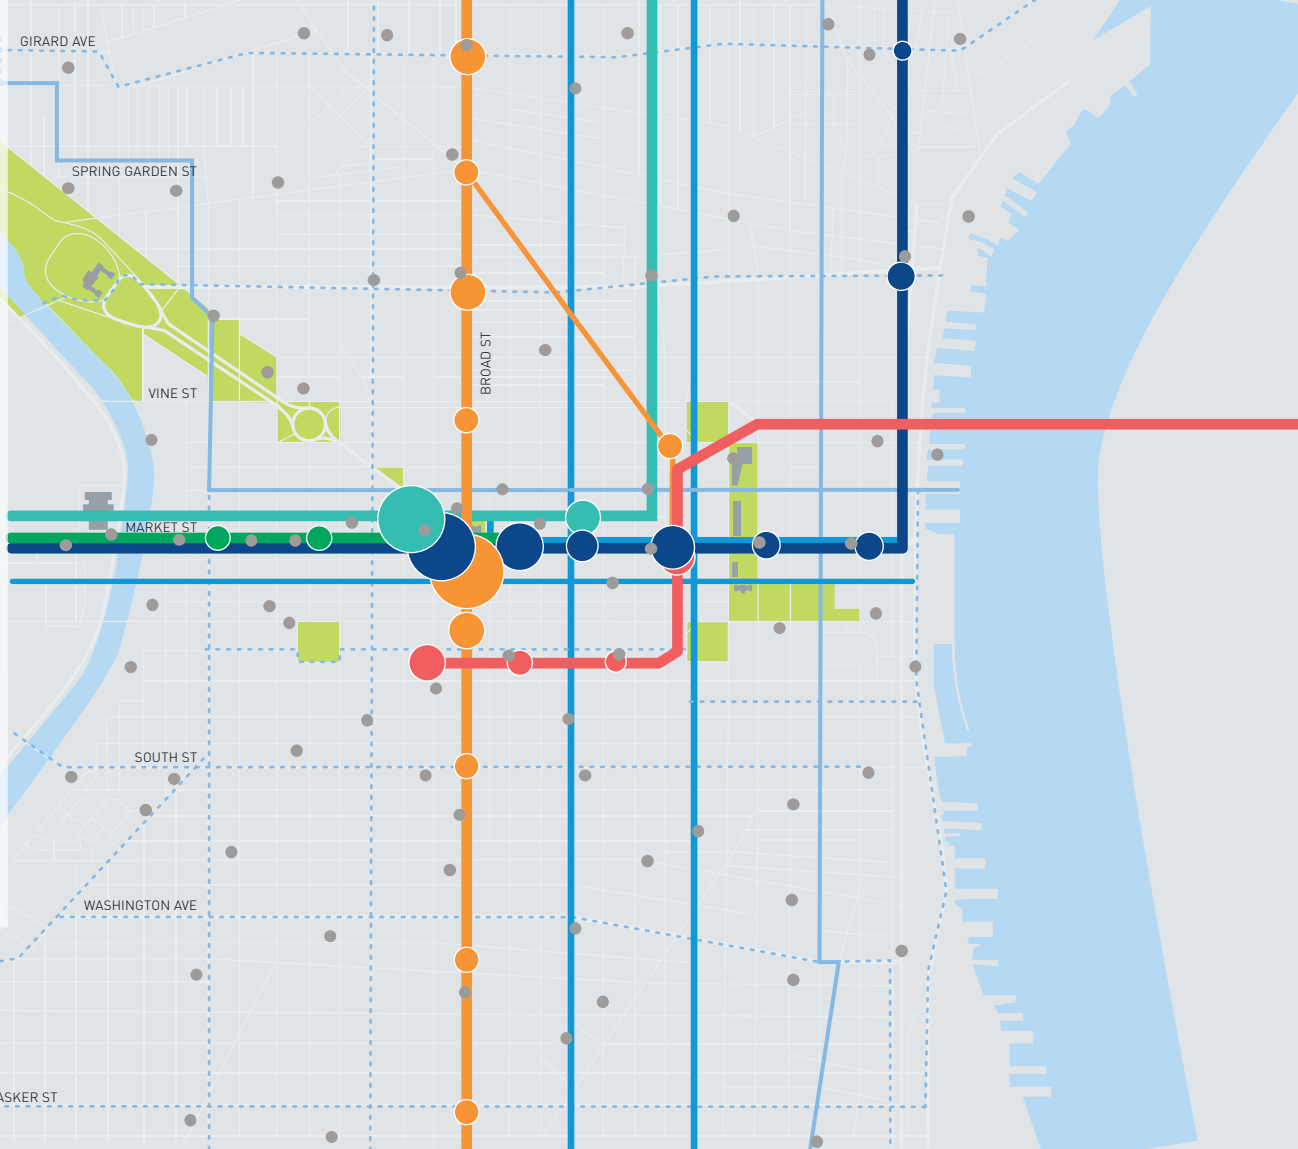 GIRARD AVE
SPRING GARDEN ST
BROAD ST
VINE ST
MARKET ST
SOUTH ST
WASHINGTON AVE
ASKER ST